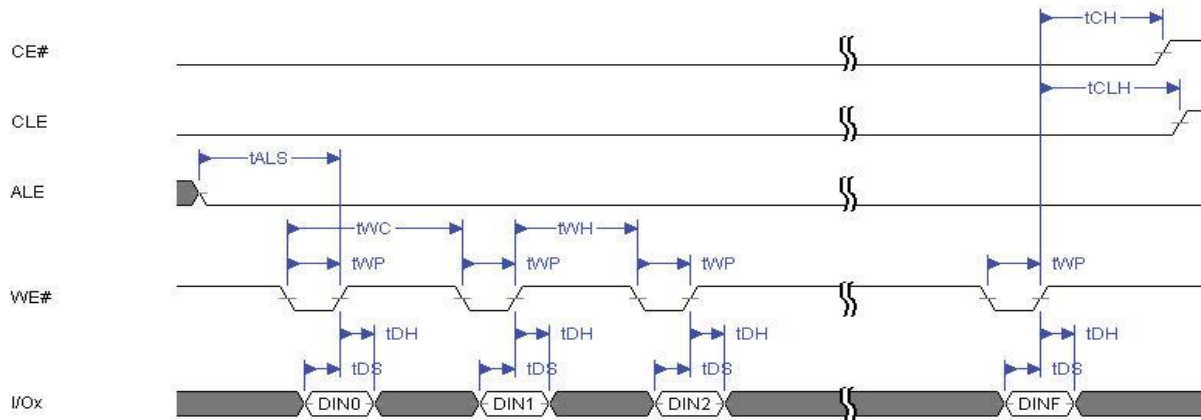 tCH
CE#
tCLH
CLE
tALS
ALE
tWC tWH
tWP tWP tWP tWP
WE#
tDH tDH tDH tDH
tDS tDS tDS tDS
I/Ox DIN0 DIN1 DIN2 DINF